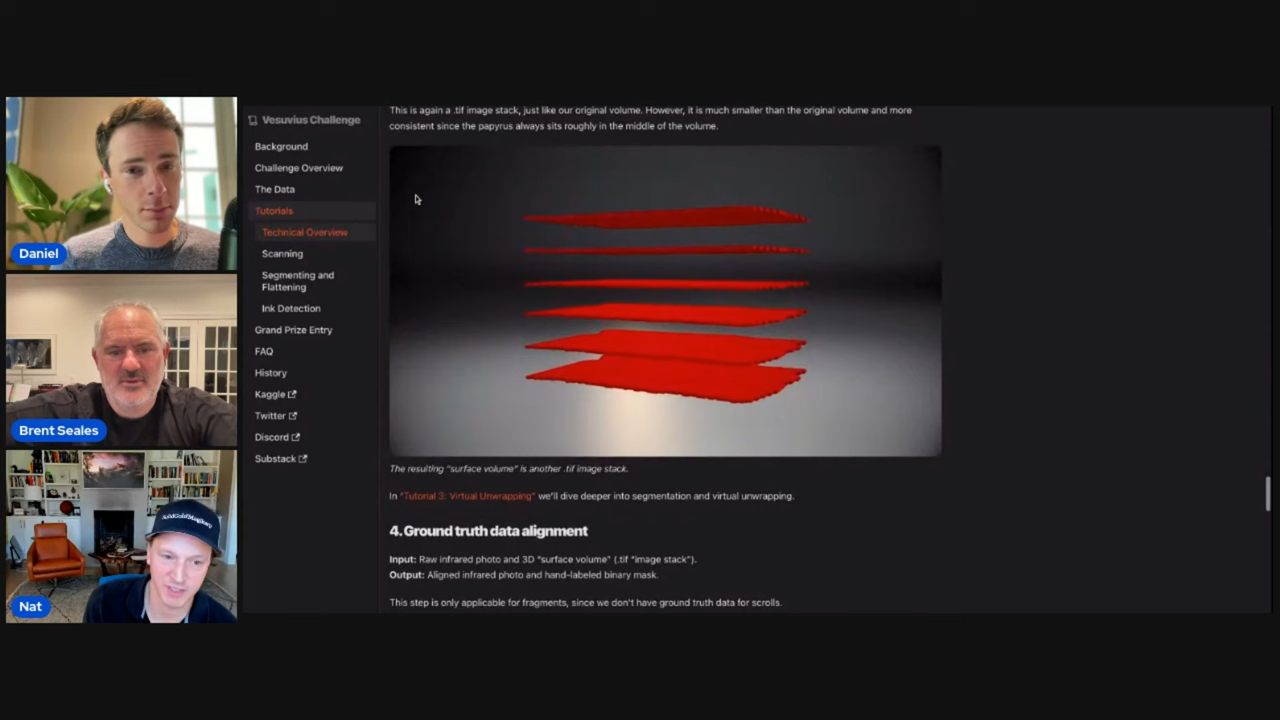 Daniel
Brent Seales
Nat
Vesuvius Challenge
Background
Challenge Overview
The Data
Tutorials
Technical Overview
Scanning
Segmenting and
Flattening
Ink Detection
Grand Prize Entry
FAQ
History
Kaggle
Twitter
Discord
Substack
This is again a .tif image stack, just like our original volume. However, it is much smaller than the original volume and more
consistent since the papyrus always sits roughly in the middle of the volume.
The resulting “surface volume” is another .tif image stack.
In “Tutorial 3: Virtual Unwrapping” we’ll dive deeper into segmentation and virtual unwrapping.
4. Ground truth data alignment
Input: Raw infrared photo and 3D “surface volume” (.tif “image stack”).
Output: Aligned infrared photo and hand-labeled binary mask.
This step is only applicable for fragments, since we don’t have ground truth data for scrolls.